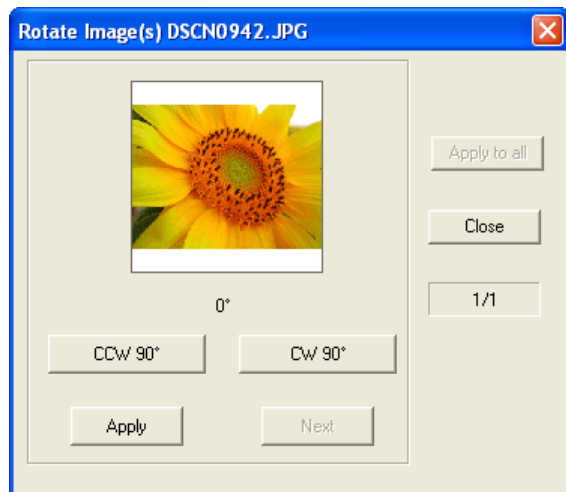 Rotate Image(s) DSCN0942.JPG
Apply to all
Close
1/1
0°
CCW 90°
CW 90°
Apply
Next